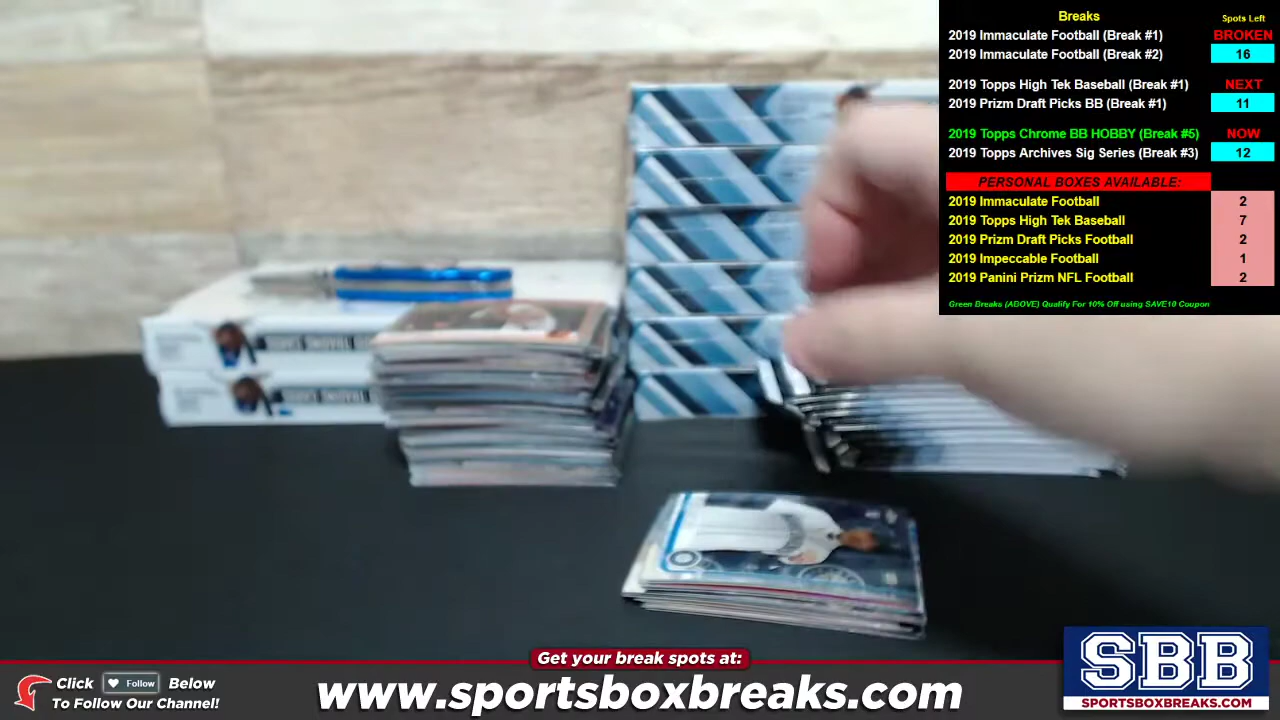 Breaks Spots Left
2019 Immaculate Football (Break #1) BROKEN
2019 Immaculate Football (Break #2) 16
2019 Topps High Tek Baseball (Break #1) NEXT
2019 Prizm Draft Picks BB (Break #1) 11
2019 Topps Chrome BB HOBBY (Break #5) NOW
2019 Topps Archives Sig Series (Break #3) 12
PERSONAL BOXES AVAILABLE:
2019 Immaculate Football 2
2019 Topps High Tek Baseball 7
2019 Prizm Draft Picks Football 2
2019 Impeccable Football 1
2019 Panini Prizm NFL Football 2
Green Breaks (ABOVE) Qualify For 10% Off using SAVE10 Coupon
Get your break spots at:
Click Follow Below
To Follow Our Channel!
www.sportsboxbreaks.com
SBB
SPORTSBOXBREAKS.COM